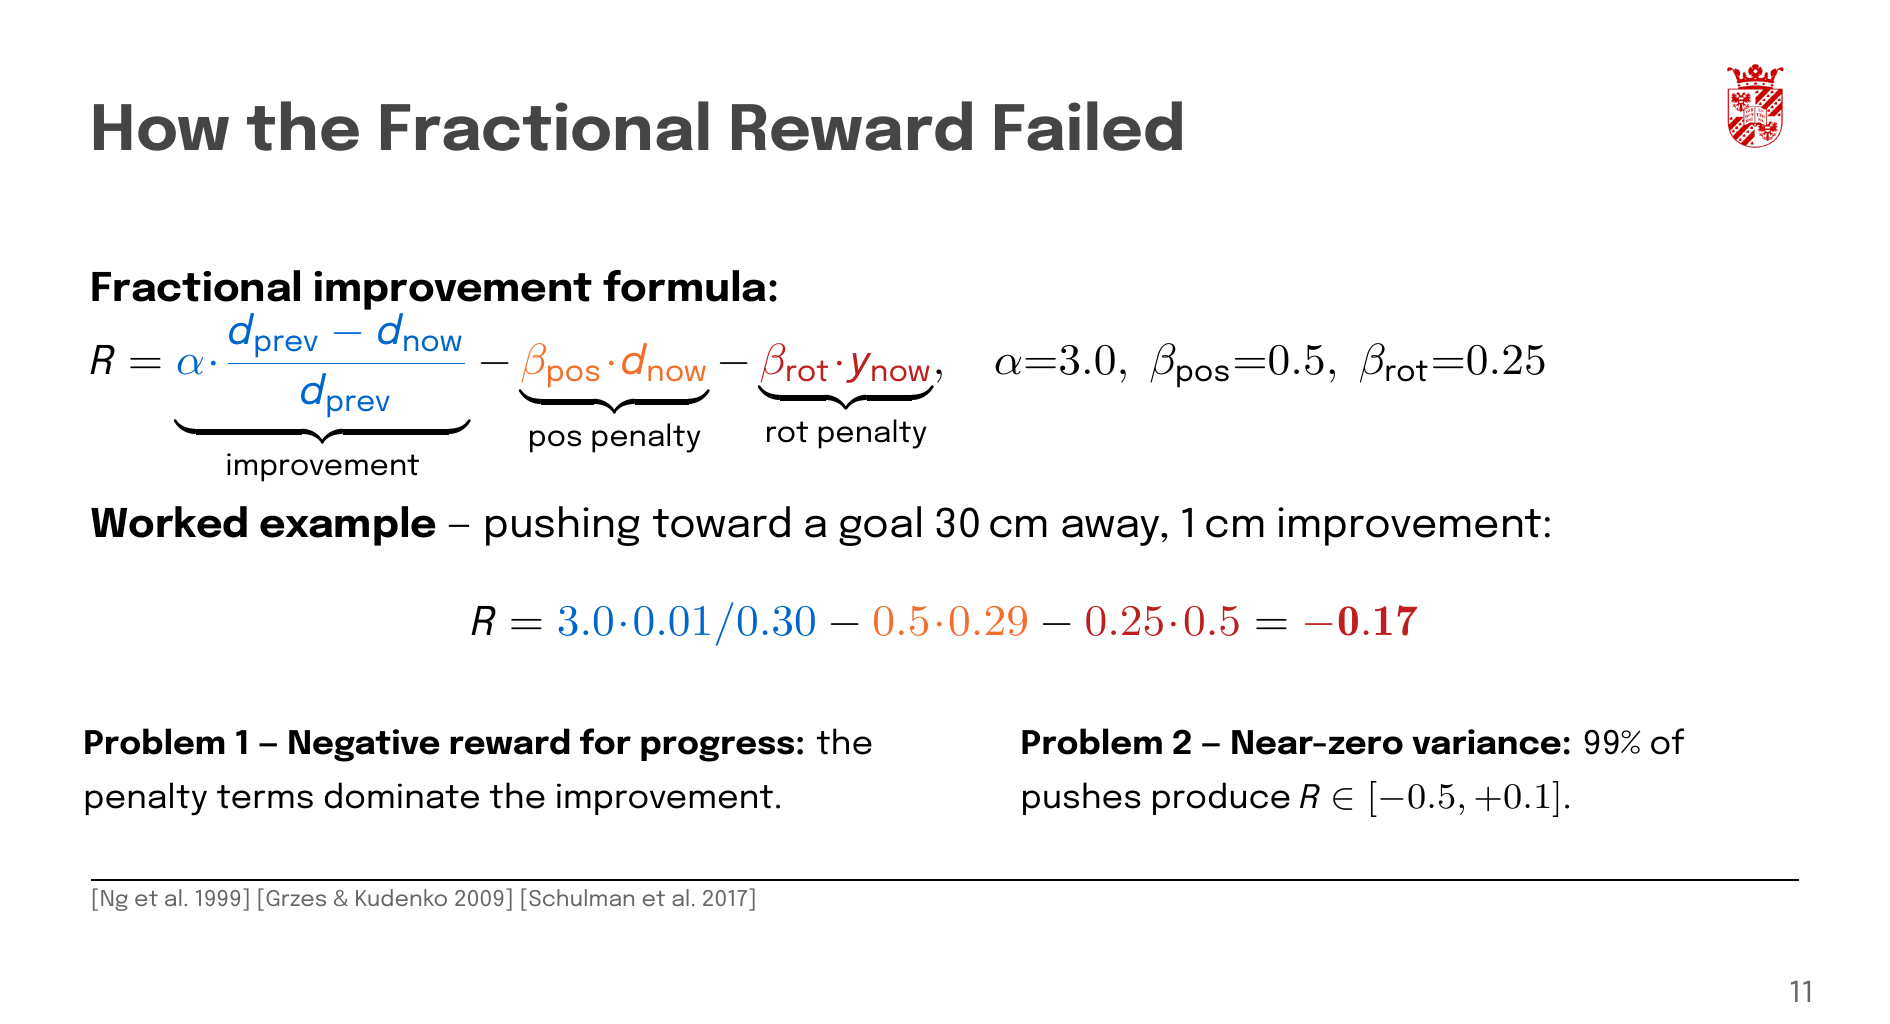 How the Fractional Reward Failed
Fractional improvement formula:
R = α · (d_prev − d_now) / d_prev − β_pos · d_now − β_rot · y_now, α=3.0, β_pos=0.5, β_rot=0.25
improvement
pos penalty
rot penalty
Worked example – pushing toward a goal 30 cm away, 1 cm improvement:
R = 3.0·0.01/0.30 − 0.5·0.29 − 0.25·0.5 = −0.17
Problem 1 – Negative reward for progress: the
penalty terms dominate the improvement.
Problem 2 – Near-zero variance: 99% of
pushes produce R ∈ [−0.5, +0.1].
[Ng et al. 1999] [Grzes & Kudenko 2009] [Schulman et al. 2017]
11